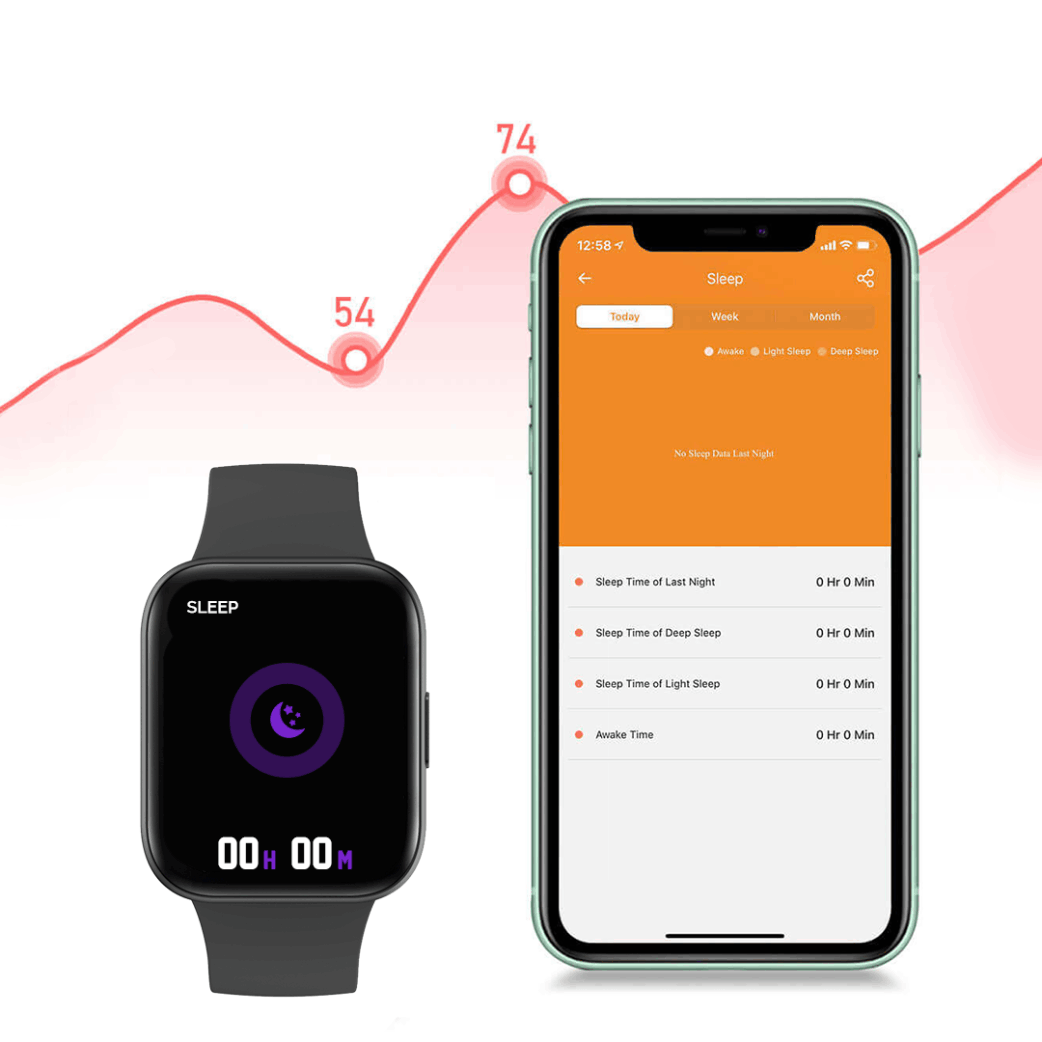 74
54
12:58
Sleep
Today Week Month
Awake Light Sleep Deep Sleep
No Sleep Data Last Night
Sleep Time of Last Night 0 Hr 0 Min
Sleep Time of Deep Sleep 0 Hr 0 Min
Sleep Time of Light Sleep 0 Hr 0 Min
Awake Time 0 Hr 0 Min
SLEEP
00 H 00 M